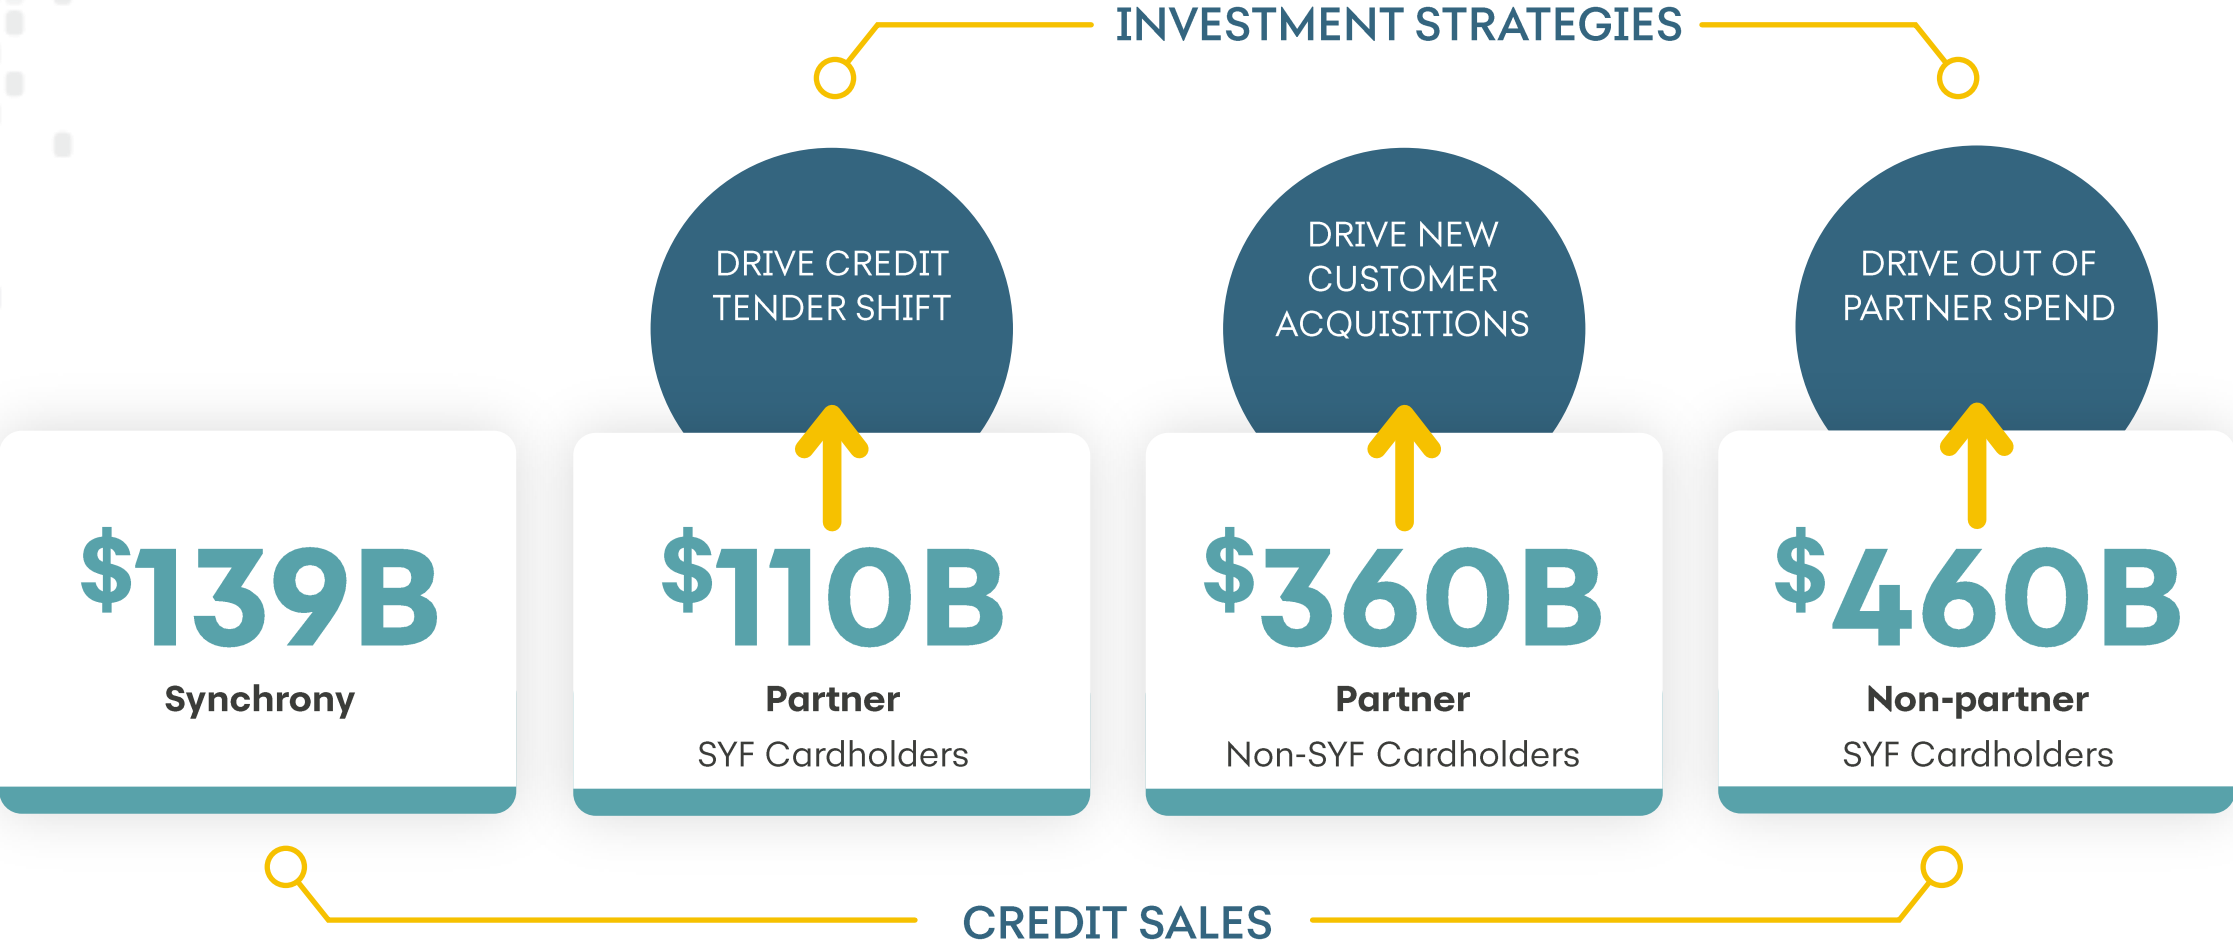 INVESTMENT STRATEGIES
DRIVE CREDIT
TENDER SHIFT
DRIVE NEW
CUSTOMER
ACQUISITIONS
DRIVE OUT OF
PARTNER SPEND
$139B
Synchrony
$110B
Partner
SYF Cardholders
$360B
Partner
Non-SYF Cardholders
$460B
Non-partner
SYF Cardholders
CREDIT SALES